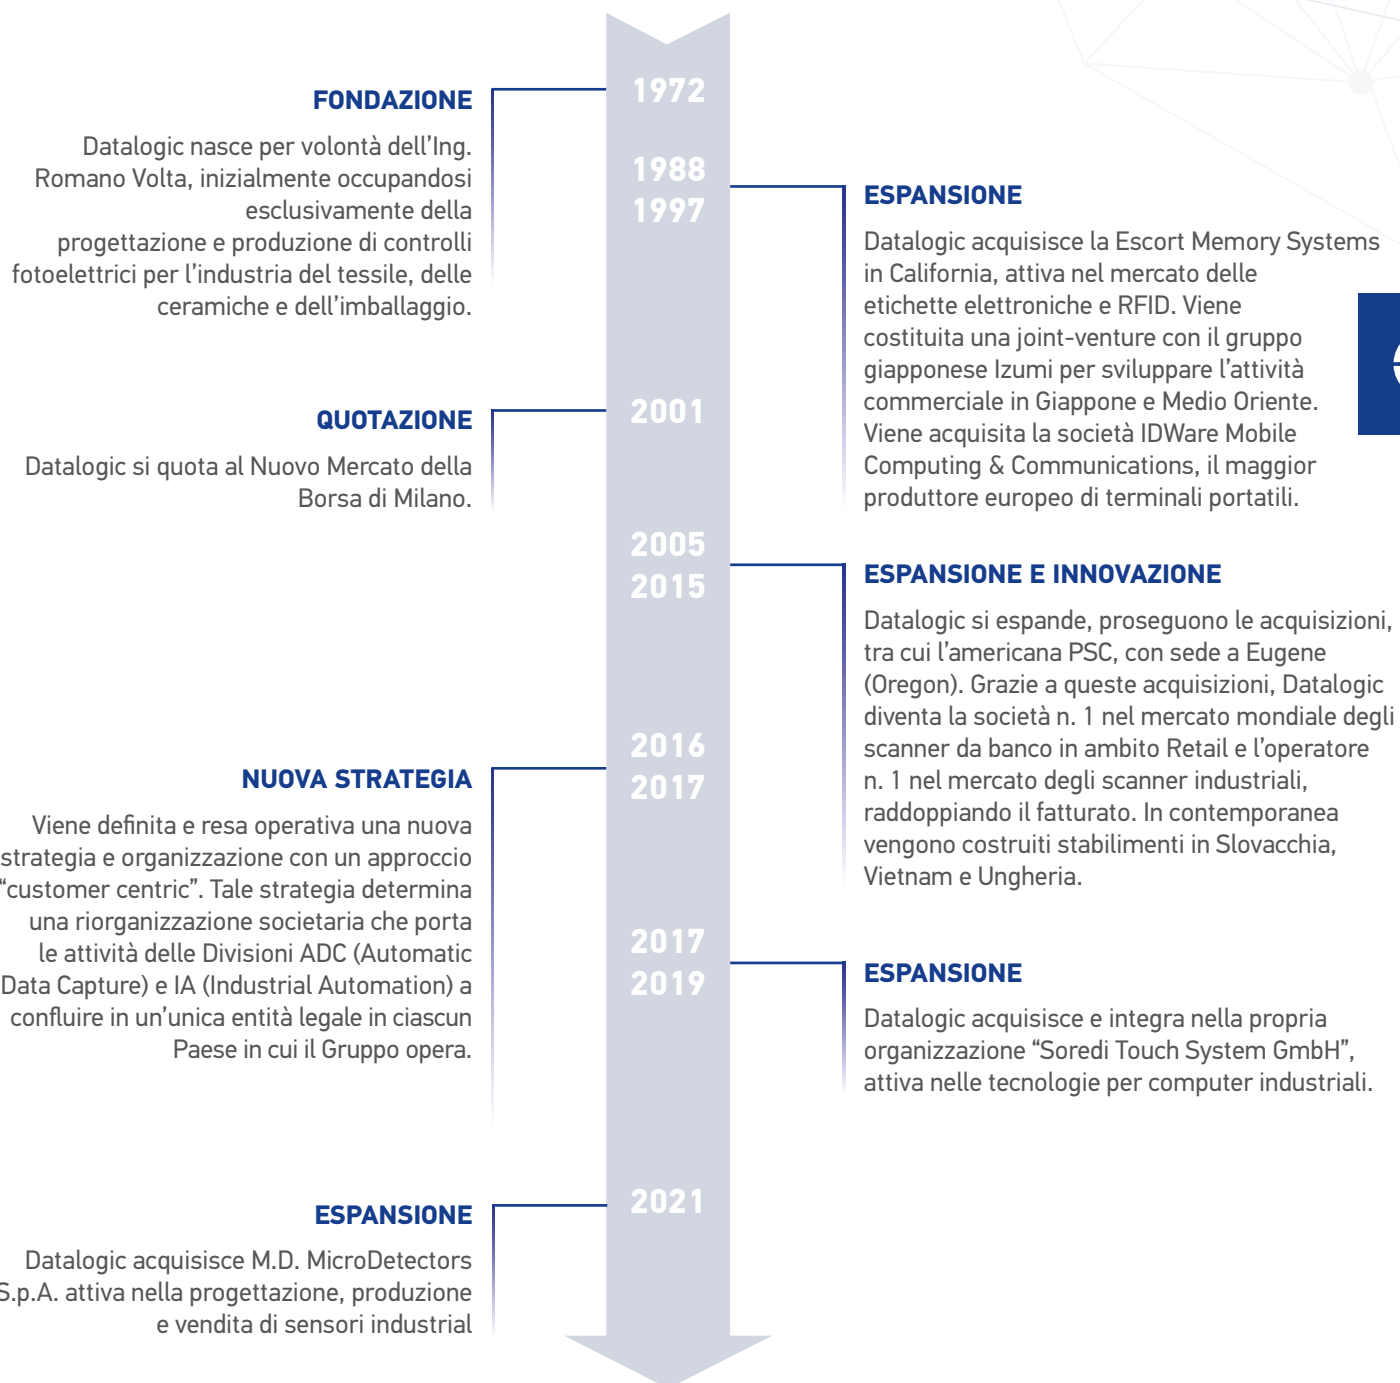 1972
FONDAZIONE
Datalogic nasce per volontà dell’Ing.
Romano Volta, inizialmente occupandosi
esclusivamente della
progettazione e produzione di controlli
fotoelettrici per l’industria del tessile, delle
ceramiche e dell’imballaggio.
1988
1997
ESPANSIONE
Datalogic acquisisce la Escort Memory Systems
in California, attiva nel mercato delle
etichette elettroniche e RFID. Viene
costituita una joint-venture con il gruppo
giapponese Izumi per sviluppare l’attività
commerciale in Giappone e Medio Oriente.
Viene acquisita la società IDWare Mobile
Computing & Communications, il maggior
produttore europeo di terminali portatili.
2001
QUOTAZIONE
Datalogic si quota al Nuovo Mercato della
Borsa di Milano.
2005
2015
ESPANSIONE E INNOVAZIONE
Datalogic si espande, proseguono le acquisizioni,
tra cui l’americana PSC, con sede a Eugene
(Oregon). Grazie a queste acquisizioni, Datalogic
diventa la società n. 1 nel mercato mondiale degli
scanner da banco in ambito Retail e l’operatore
n. 1 nel mercato degli scanner industriali,
raddoppiando il fatturato. In contemporanea
vengono costruiti stabilimenti in Slovacchia,
Vietnam e Ungheria.
2016
2017
NUOVA STRATEGIA
Viene definita e resa operativa una nuova
strategia e organizzazione con un approccio
“customer centric”. Tale strategia determina
una riorganizzazione societaria che porta
le attività delle Divisioni ADC (Automatic
Data Capture) e IA (Industrial Automation) a
confluire in un’unica entità legale in ciascun
Paese in cui il Gruppo opera.
2017
2019
ESPANSIONE
Datalogic acquisisce e integra nella propria
organizzazione “Soredi Touch System GmbH”,
attiva nelle tecnologie per computer industriali.
2021
ESPANSIONE
Datalogic acquisisce M.D. MicroDetectors
S.p.A. attiva nella progettazione, produzione
e vendita di sensori industrial